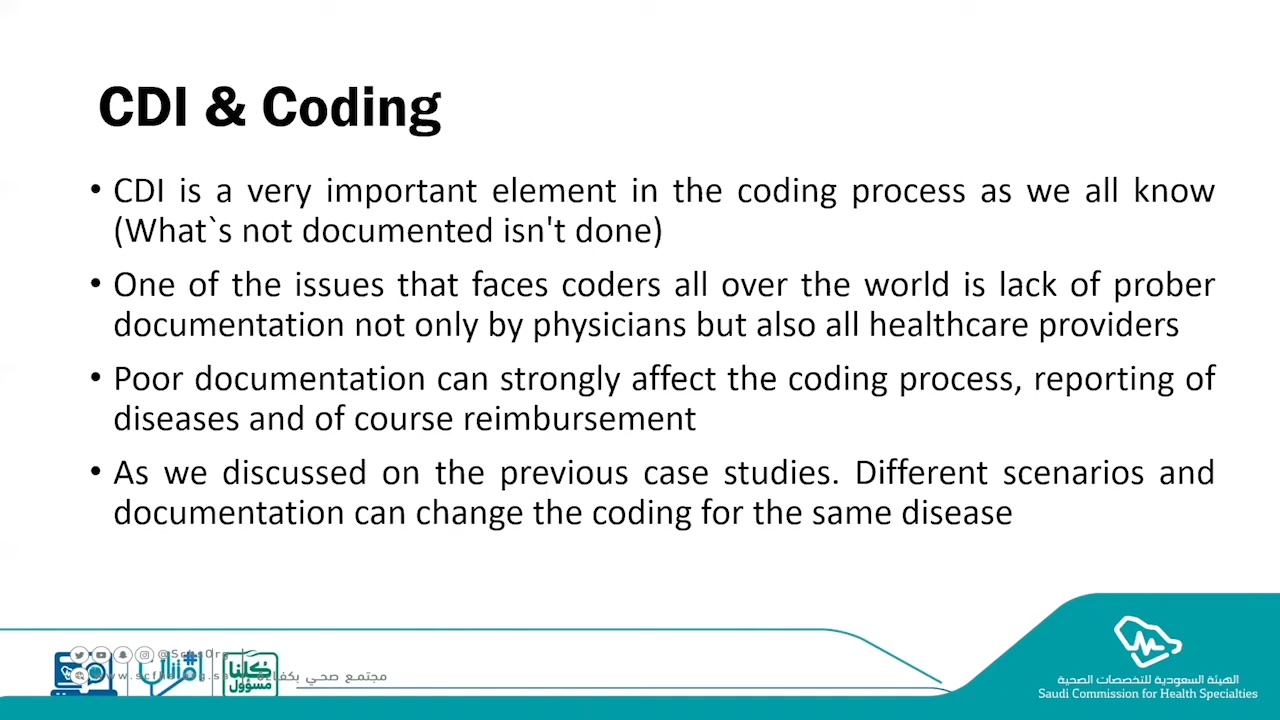 CDI & Coding
• CDI is a very important element in the coding process as we all know
(What`s not documented isn't done)
• One of the issues that faces coders all over the world is lack of prober
documentation not only by physicians but also all healthcare providers
• Poor documentation can strongly affect the coding process, reporting of
diseases and of course reimbursement
• As we discussed on the previous case studies. Different scenarios and
documentation can change the coding for the same disease
كلنا
مسؤول
مجتمع صحي بكفاءة
الهيئة السعودية للتخصصات الصحية
Saudi Commission for Health Specialties